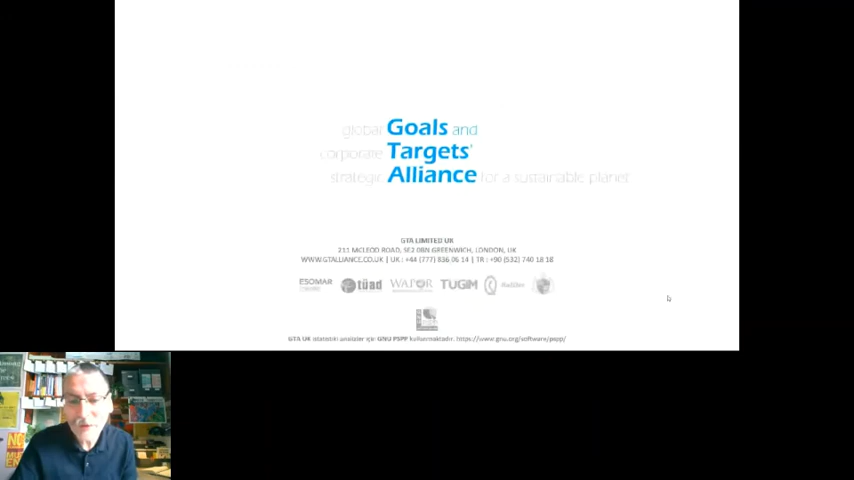 global Goals and
corporate Targets'
strategic Alliance for a sustainable planet
GTA LIMITED UK
211 MCLEOD ROAD, SE2 0BN GREENWICH, LONDON, UK
WWW.GTALLIANCE.CO.UK | UK : +44 (777) 836 06 14 | TR : +90 (532) 740 18 18
ESOMAR tüad WAPOR TUGIM
GTA UK istatistiki analizler için GNU PSPP kullanmaktadır. https://www.gnu.org/software/pspp/
NO